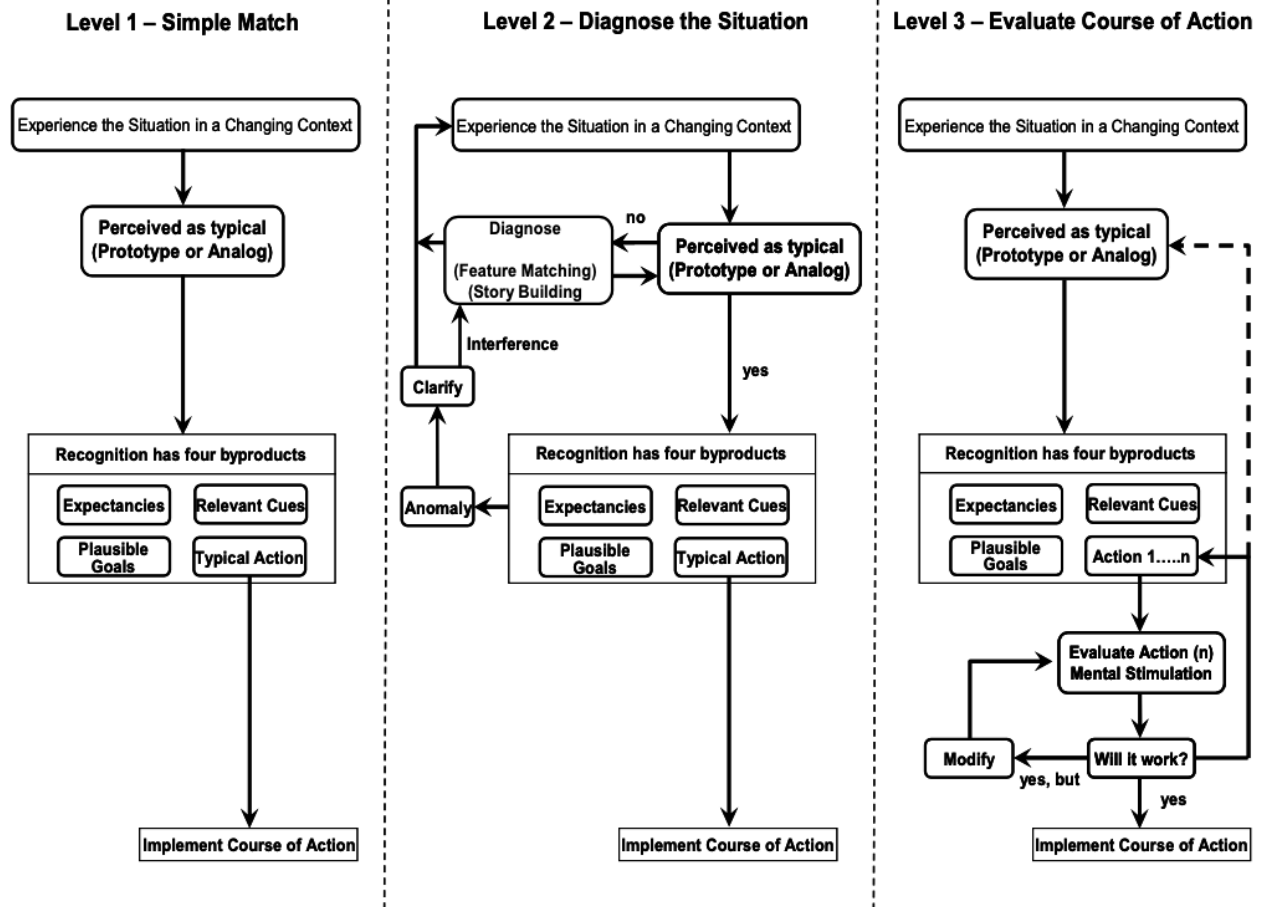 Level 1 – Simple Match
Experience the Situation in a Changing Context
Perceived as typical
(Prototype or Analog)
Recognition has four byproducts
Expectancies
Relevant Cues
Plausible
Goals
Typical Action
Implement Course of Action
Level 2 – Diagnose the Situation
Experience the Situation in a Changing Context
Diagnose
(Feature Matching)
(Story Building
no
Perceived as typical
(Prototype or Analog)
Interference
Clarify
yes
Anomaly
Recognition has four byproducts
Expectancies
Relevant Cues
Plausible
Goals
Typical Action
Implement Course of Action
Level 3 – Evaluate Course of Action
Experience the Situation in a Changing Context
Perceived as typical
(Prototype or Analog)
Recognition has four byproducts
Expectancies
Relevant Cues
Plausible
Goals
Action 1.....n
Evaluate Action (n)
Mental Stimulation
Modify
Will it work?
yes, but
yes
Implement Course of Action